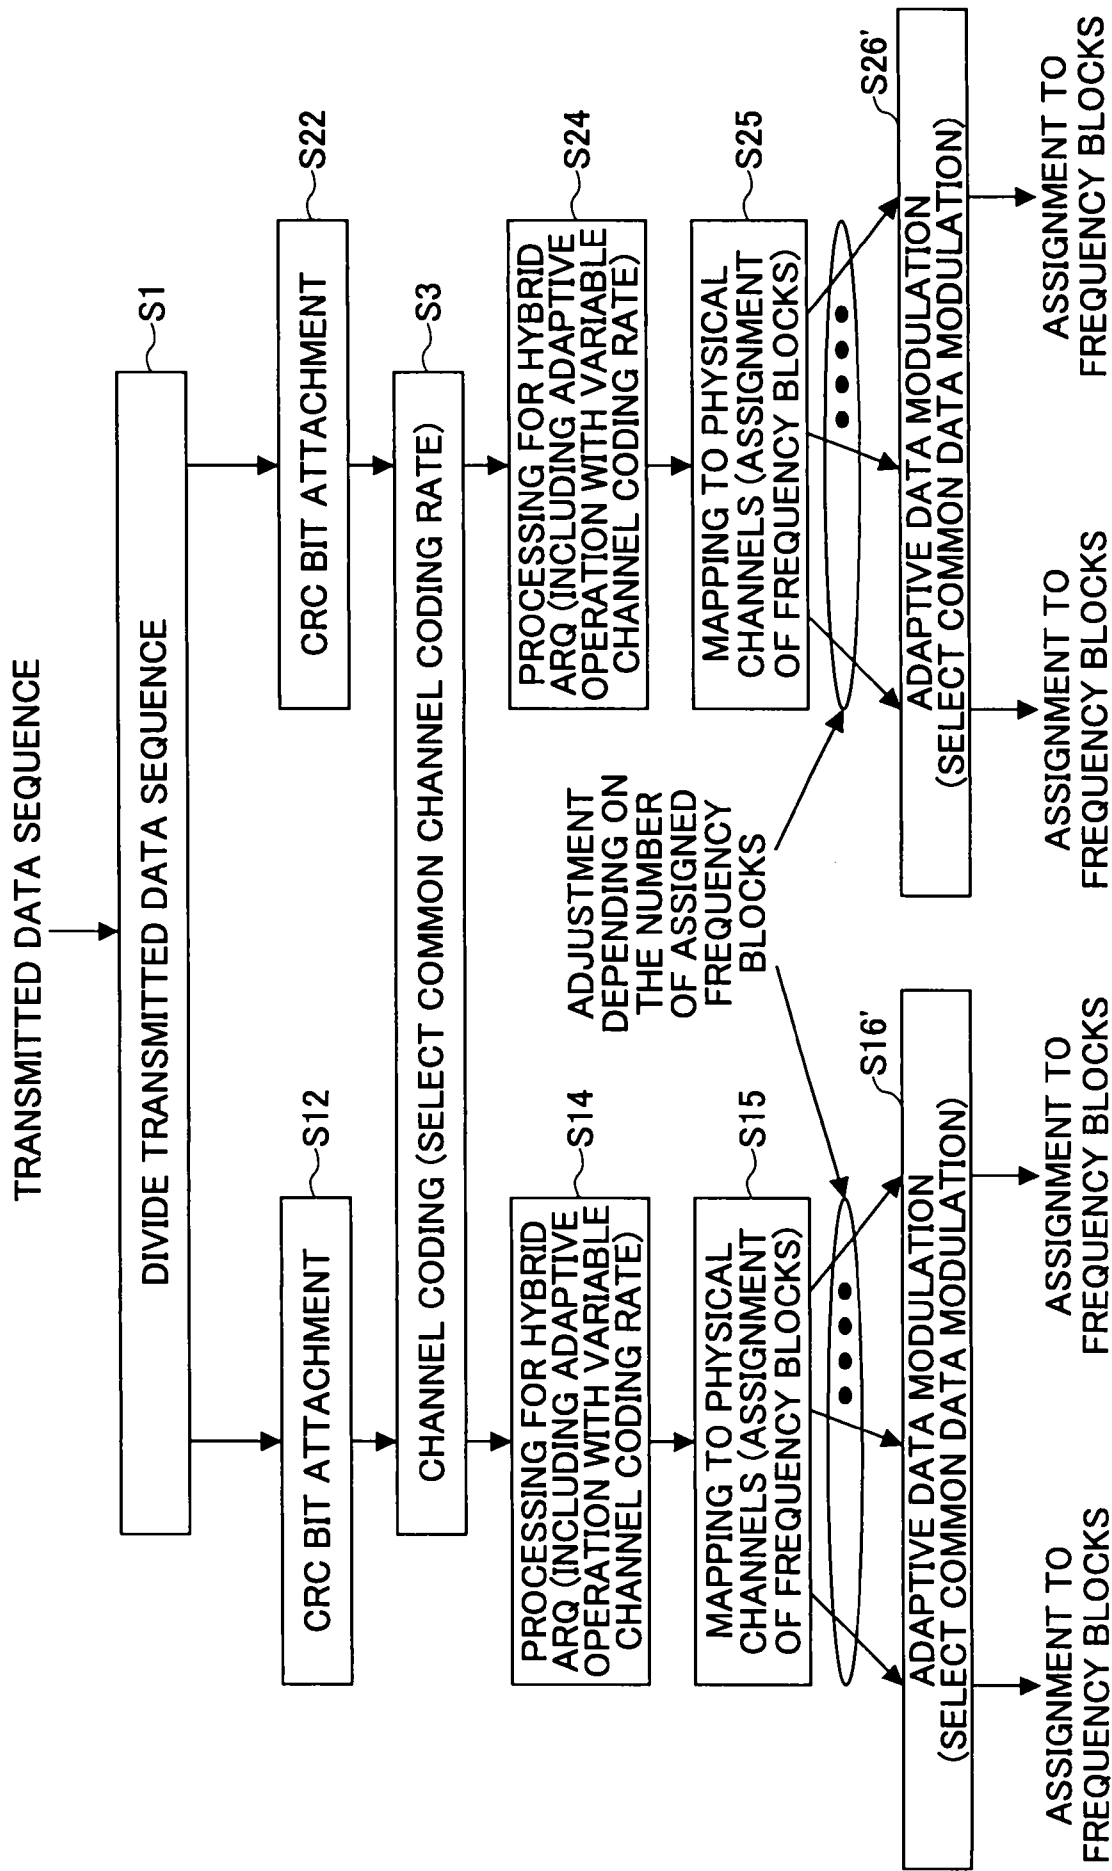 TRANSMITTED DATA SEQUENCE
S1
DIVIDE TRANSMITTED DATA SEQUENCE
S12
CRC BIT ATTACHMENT
S22
CRC BIT ATTACHMENT
S3
CHANNEL CODING (SELECT COMMON CHANNEL CODING RATE)
S14
PROCESSING FOR HYBRID
ARQ (INCLUDING ADAPTIVE
OPERATION WITH VARIABLE
CHANNEL CODING RATE)
S24
PROCESSING FOR HYBRID
ARQ (INCLUDING ADAPTIVE
OPERATION WITH VARIABLE
CHANNEL CODING RATE)
S15
MAPPING TO PHYSICAL
CHANNELS (ASSIGNMENT
OF FREQUENCY BLOCKS)
ADJUSTMENT
DEPENDING ON
THE NUMBER
OF ASSIGNED
FREQUENCY
BLOCKS
S25
MAPPING TO PHYSICAL
CHANNELS (ASSIGNMENT
OF FREQUENCY BLOCKS)
S16'
ADAPTIVE DATA MODULATION
(SELECT COMMON DATA MODULATION)
S26'
ADAPTIVE DATA MODULATION
(SELECT COMMON DATA MODULATION)
ASSIGNMENT TO
FREQUENCY BLOCKS
ASSIGNMENT TO
FREQUENCY BLOCKS
ASSIGNMENT TO
FREQUENCY BLOCKS
ASSIGNMENT TO
FREQUENCY BLOCKS